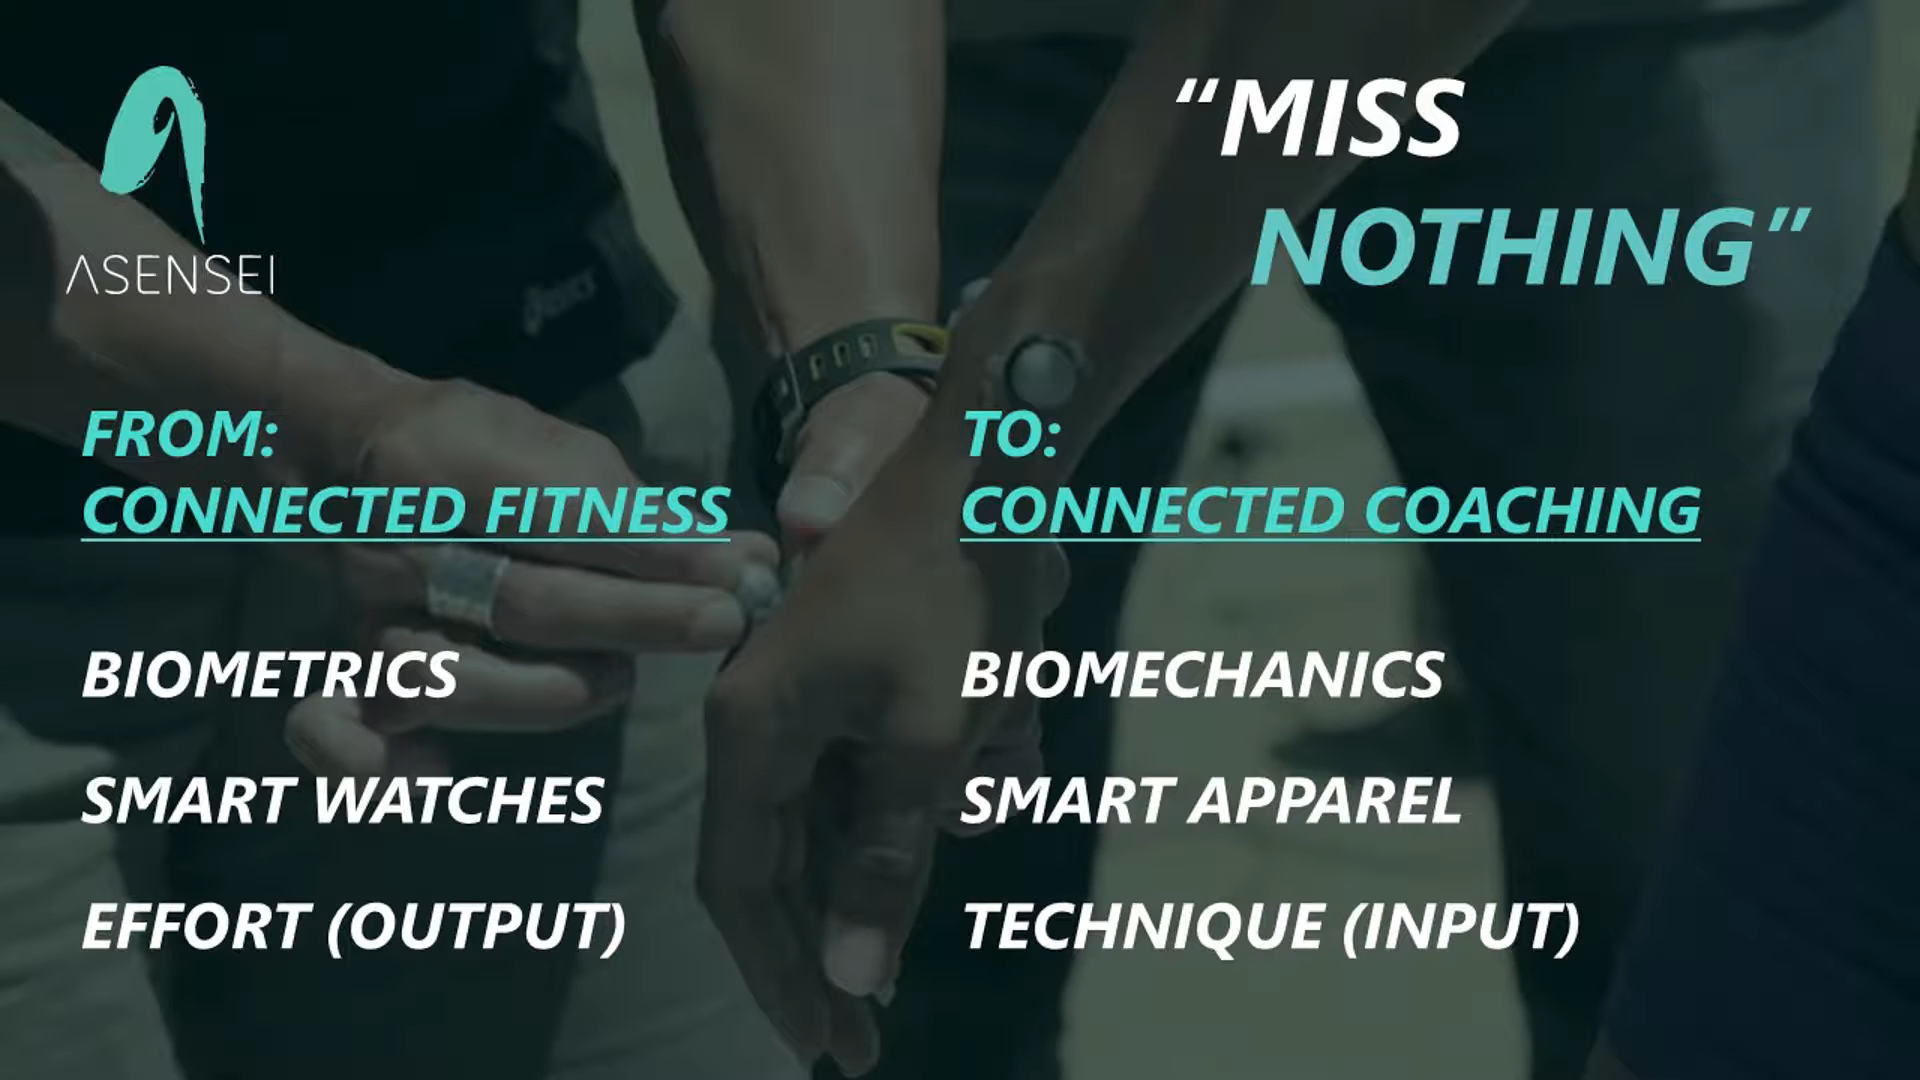 ASENSEI
“MISS
NOTHING”
FROM:
CONNECTED FITNESS
BIOMETRICS
SMART WATCHES
EFFORT (OUTPUT)
TO:
CONNECTED COACHING
BIOMECHANICS
SMART APPAREL
TECHNIQUE (INPUT)
asics